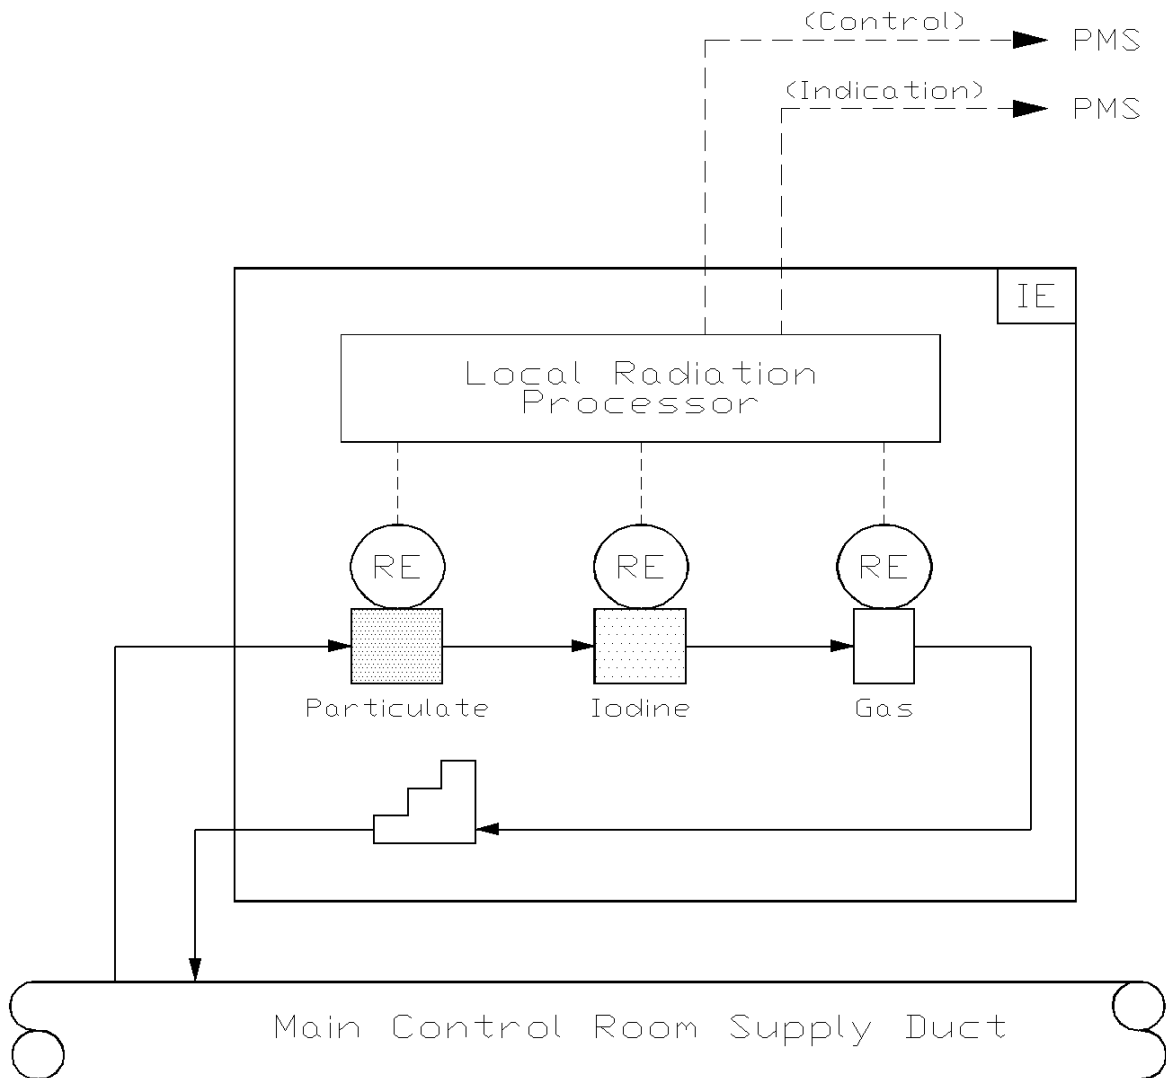 (Control)
PMS
(Indication)
PMS
IE
Local Radiation
Processor
RE
RE
RE
Particulate
Iodine
Gas
Main Control Room Supply Duct